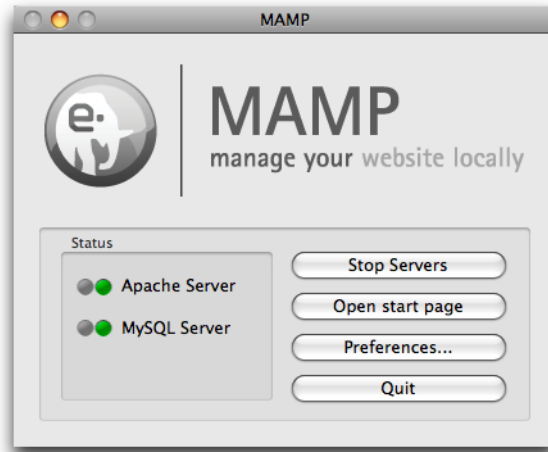 MAMP
e.
MAMP
manage your website locally
Status
Apache Server
MySQL Server
Stop Servers
Open start page
Preferences...
Quit